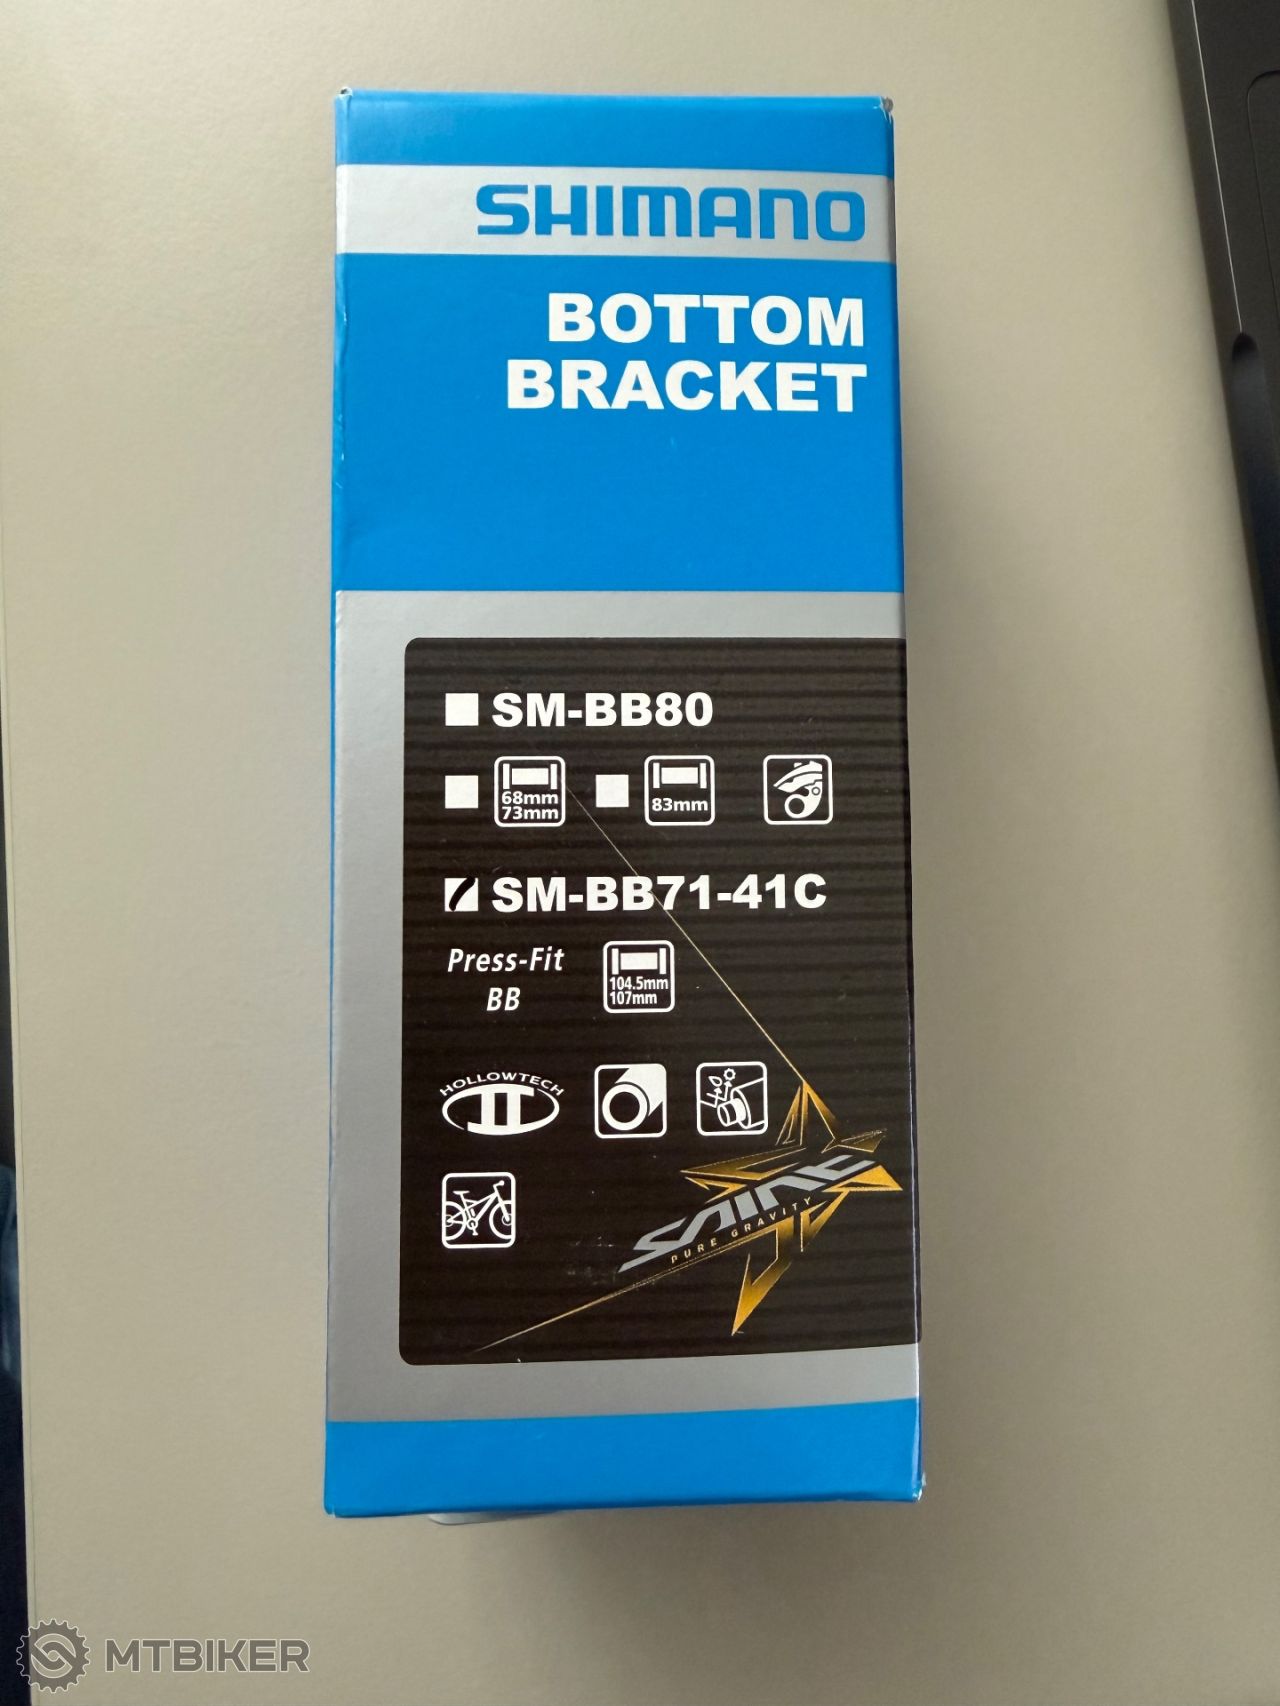 SHIMANO
BOTTOM
BRACKET
SM-BB80
68mm
73mm
83mm
SM-BB71-41C
Press-Fit
BB
104.5mm
107mm
HOLLOWTECH
II
SAINT
PURE GRAVITY
MTBIKER